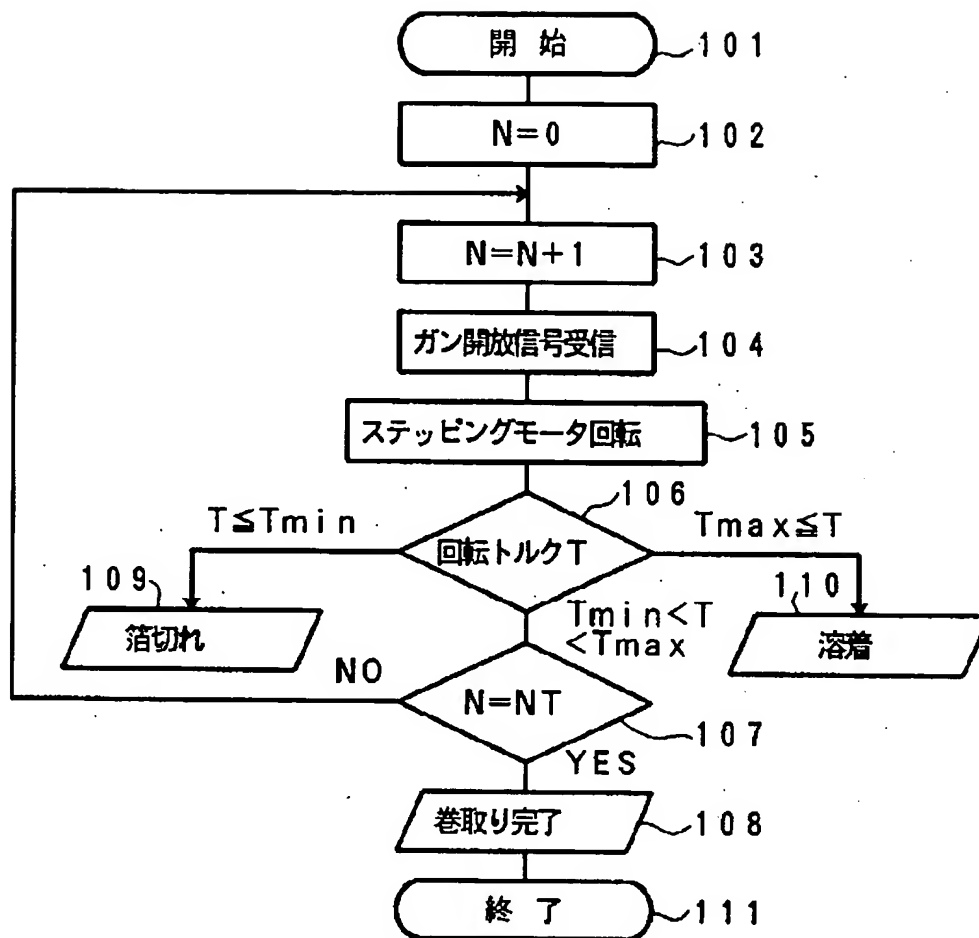 開始
101
N=0
102
N=N+1
103
ガン開放信号受信
104
ステッピングモータ回転
105
106
T≦Tmin
回転トルクT
Tmax≦T
109
箔切れ
Tmin<T
<Tmax
110
溶着
NO
N=NT
107
YES
巻取り完了
108
終了
111